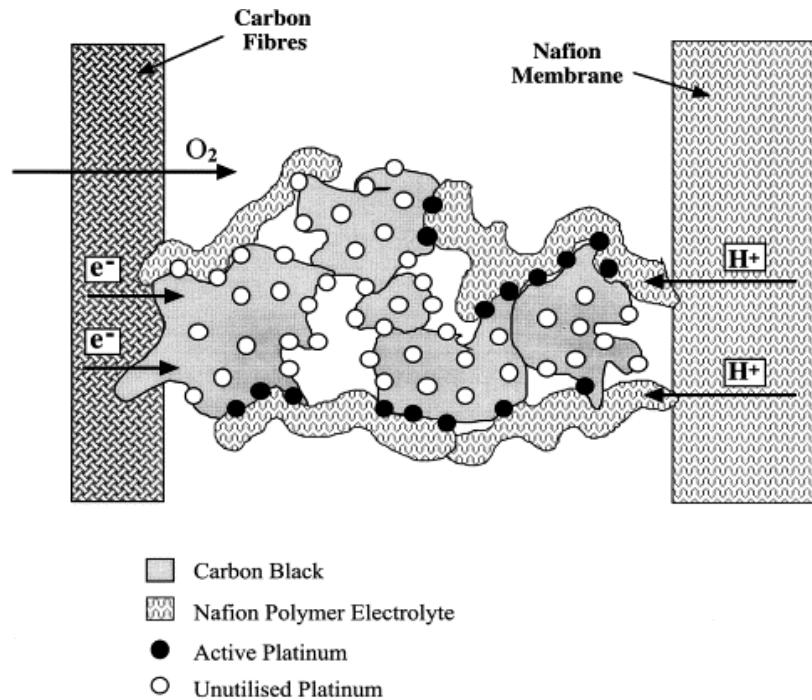 Carbon
Fibres
Nafion
Membrane
O₂
e⁻
H⁺
e⁻
H⁺
Carbon Black
Nafion Polymer Electrolyte
Active Platinum
Unutilised Platinum